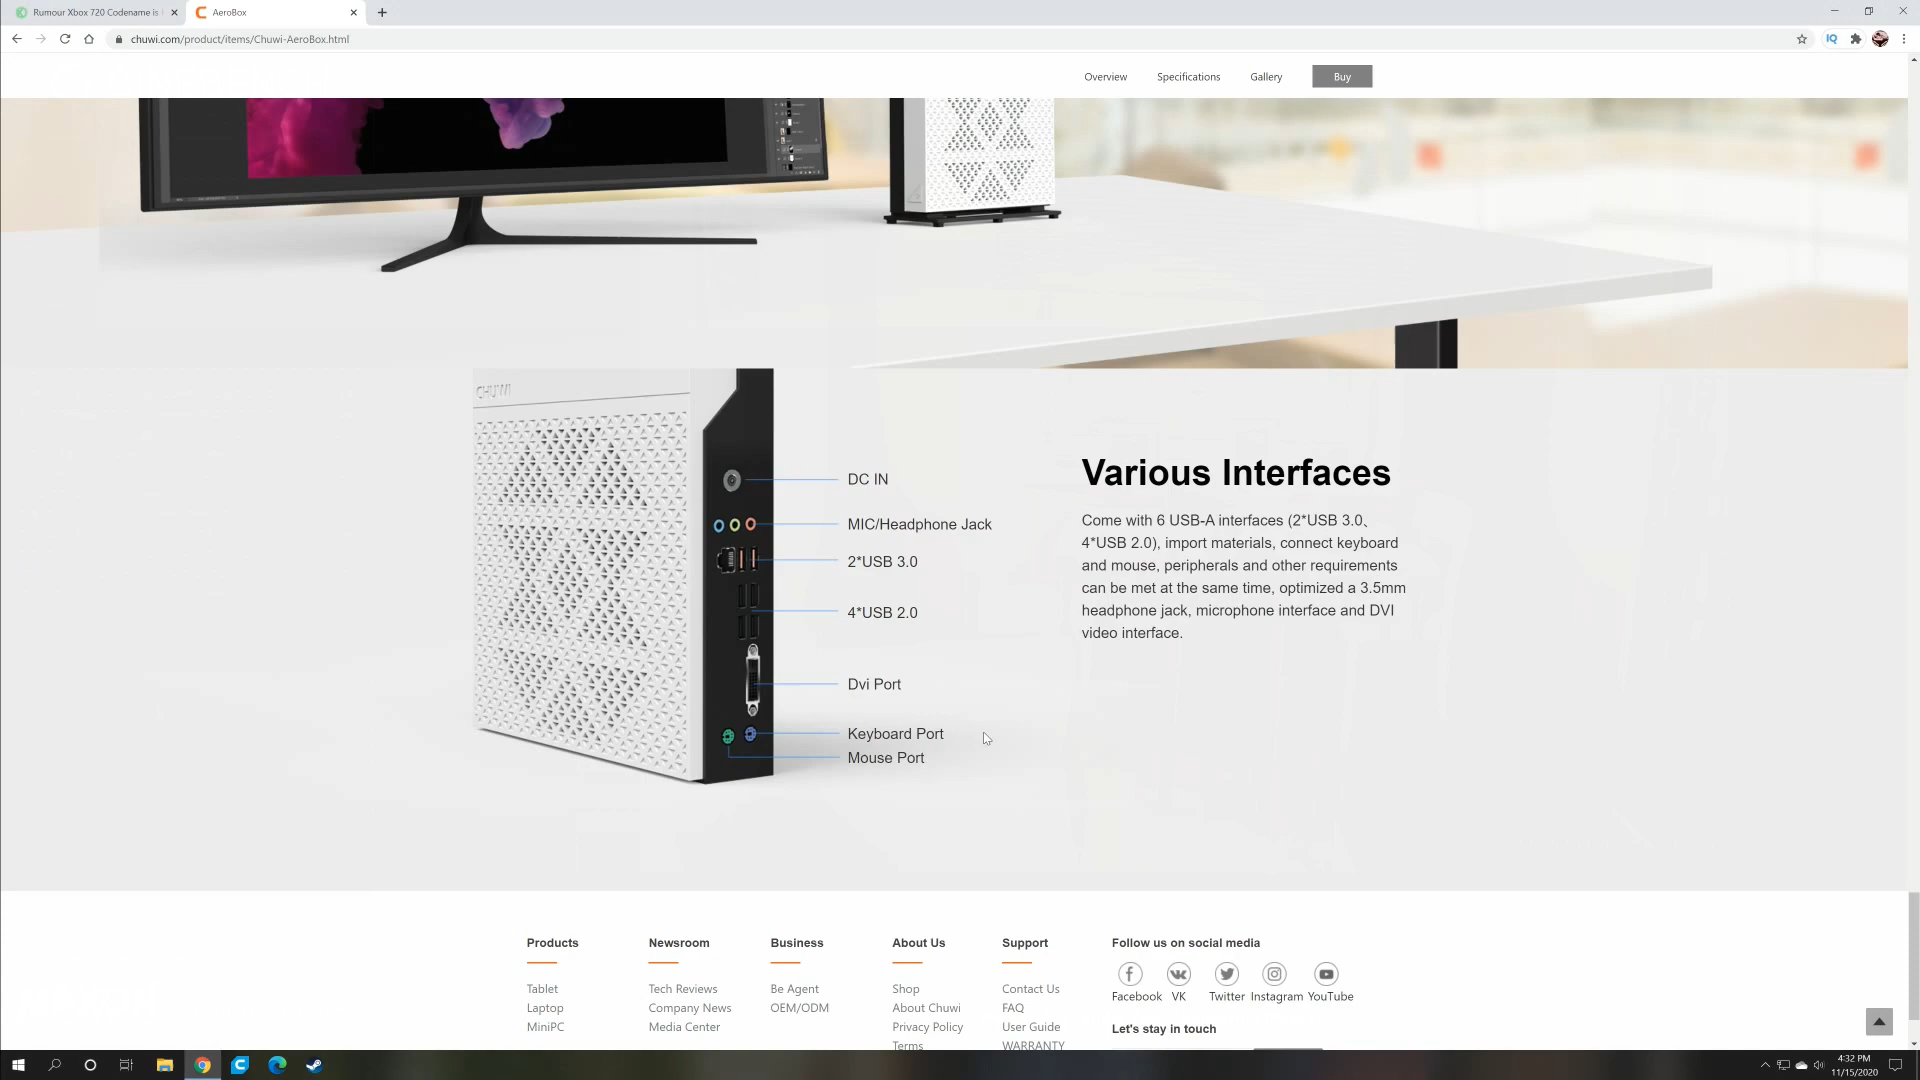 Rumour Xbox 720 Codename is
AeroBox
chuwi.com/product/items/Chuwi-AeroBox.html
IQ
Overview
Specifications
Gallery
Buy
CHUWI
DC IN
MIC/Headphone Jack
2*USB 3.0
4*USB 2.0
Dvi Port
Keyboard Port
Mouse Port
Various Interfaces
Come with 6 USB-A interfaces (2*USB 3.0、
4*USB 2.0), import materials, connect keyboard
and mouse, peripherals and other requirements
can be met at the same time, optimized a 3.5mm
headphone jack, microphone interface and DVI
video interface.
Products
Tablet
Laptop
MiniPC
Newsroom
Tech Reviews
Company News
Media Center
Business
Be Agent
OEM/ODM
About Us
Shop
About Chuwi
Privacy Policy
Terms
Support
Contact Us
FAQ
User Guide
WARRANTY
Follow us on social media
Facebook VK Twitter Instagram YouTube
Let's stay in touch
4:32 PM
11/15/2020